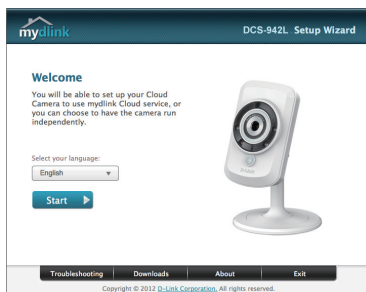 mydlink
DCS-942L Setup Wizard
Welcome
You will be able to set up your Cloud
Camera to use mydlink Cloud service, or
you can choose to have the camera run
independently.
Select your language:
English
Start
D-Link
Troubleshooting Downloads About Exit
Copyright © 2012 D-Link Corporation. All rights reserved.